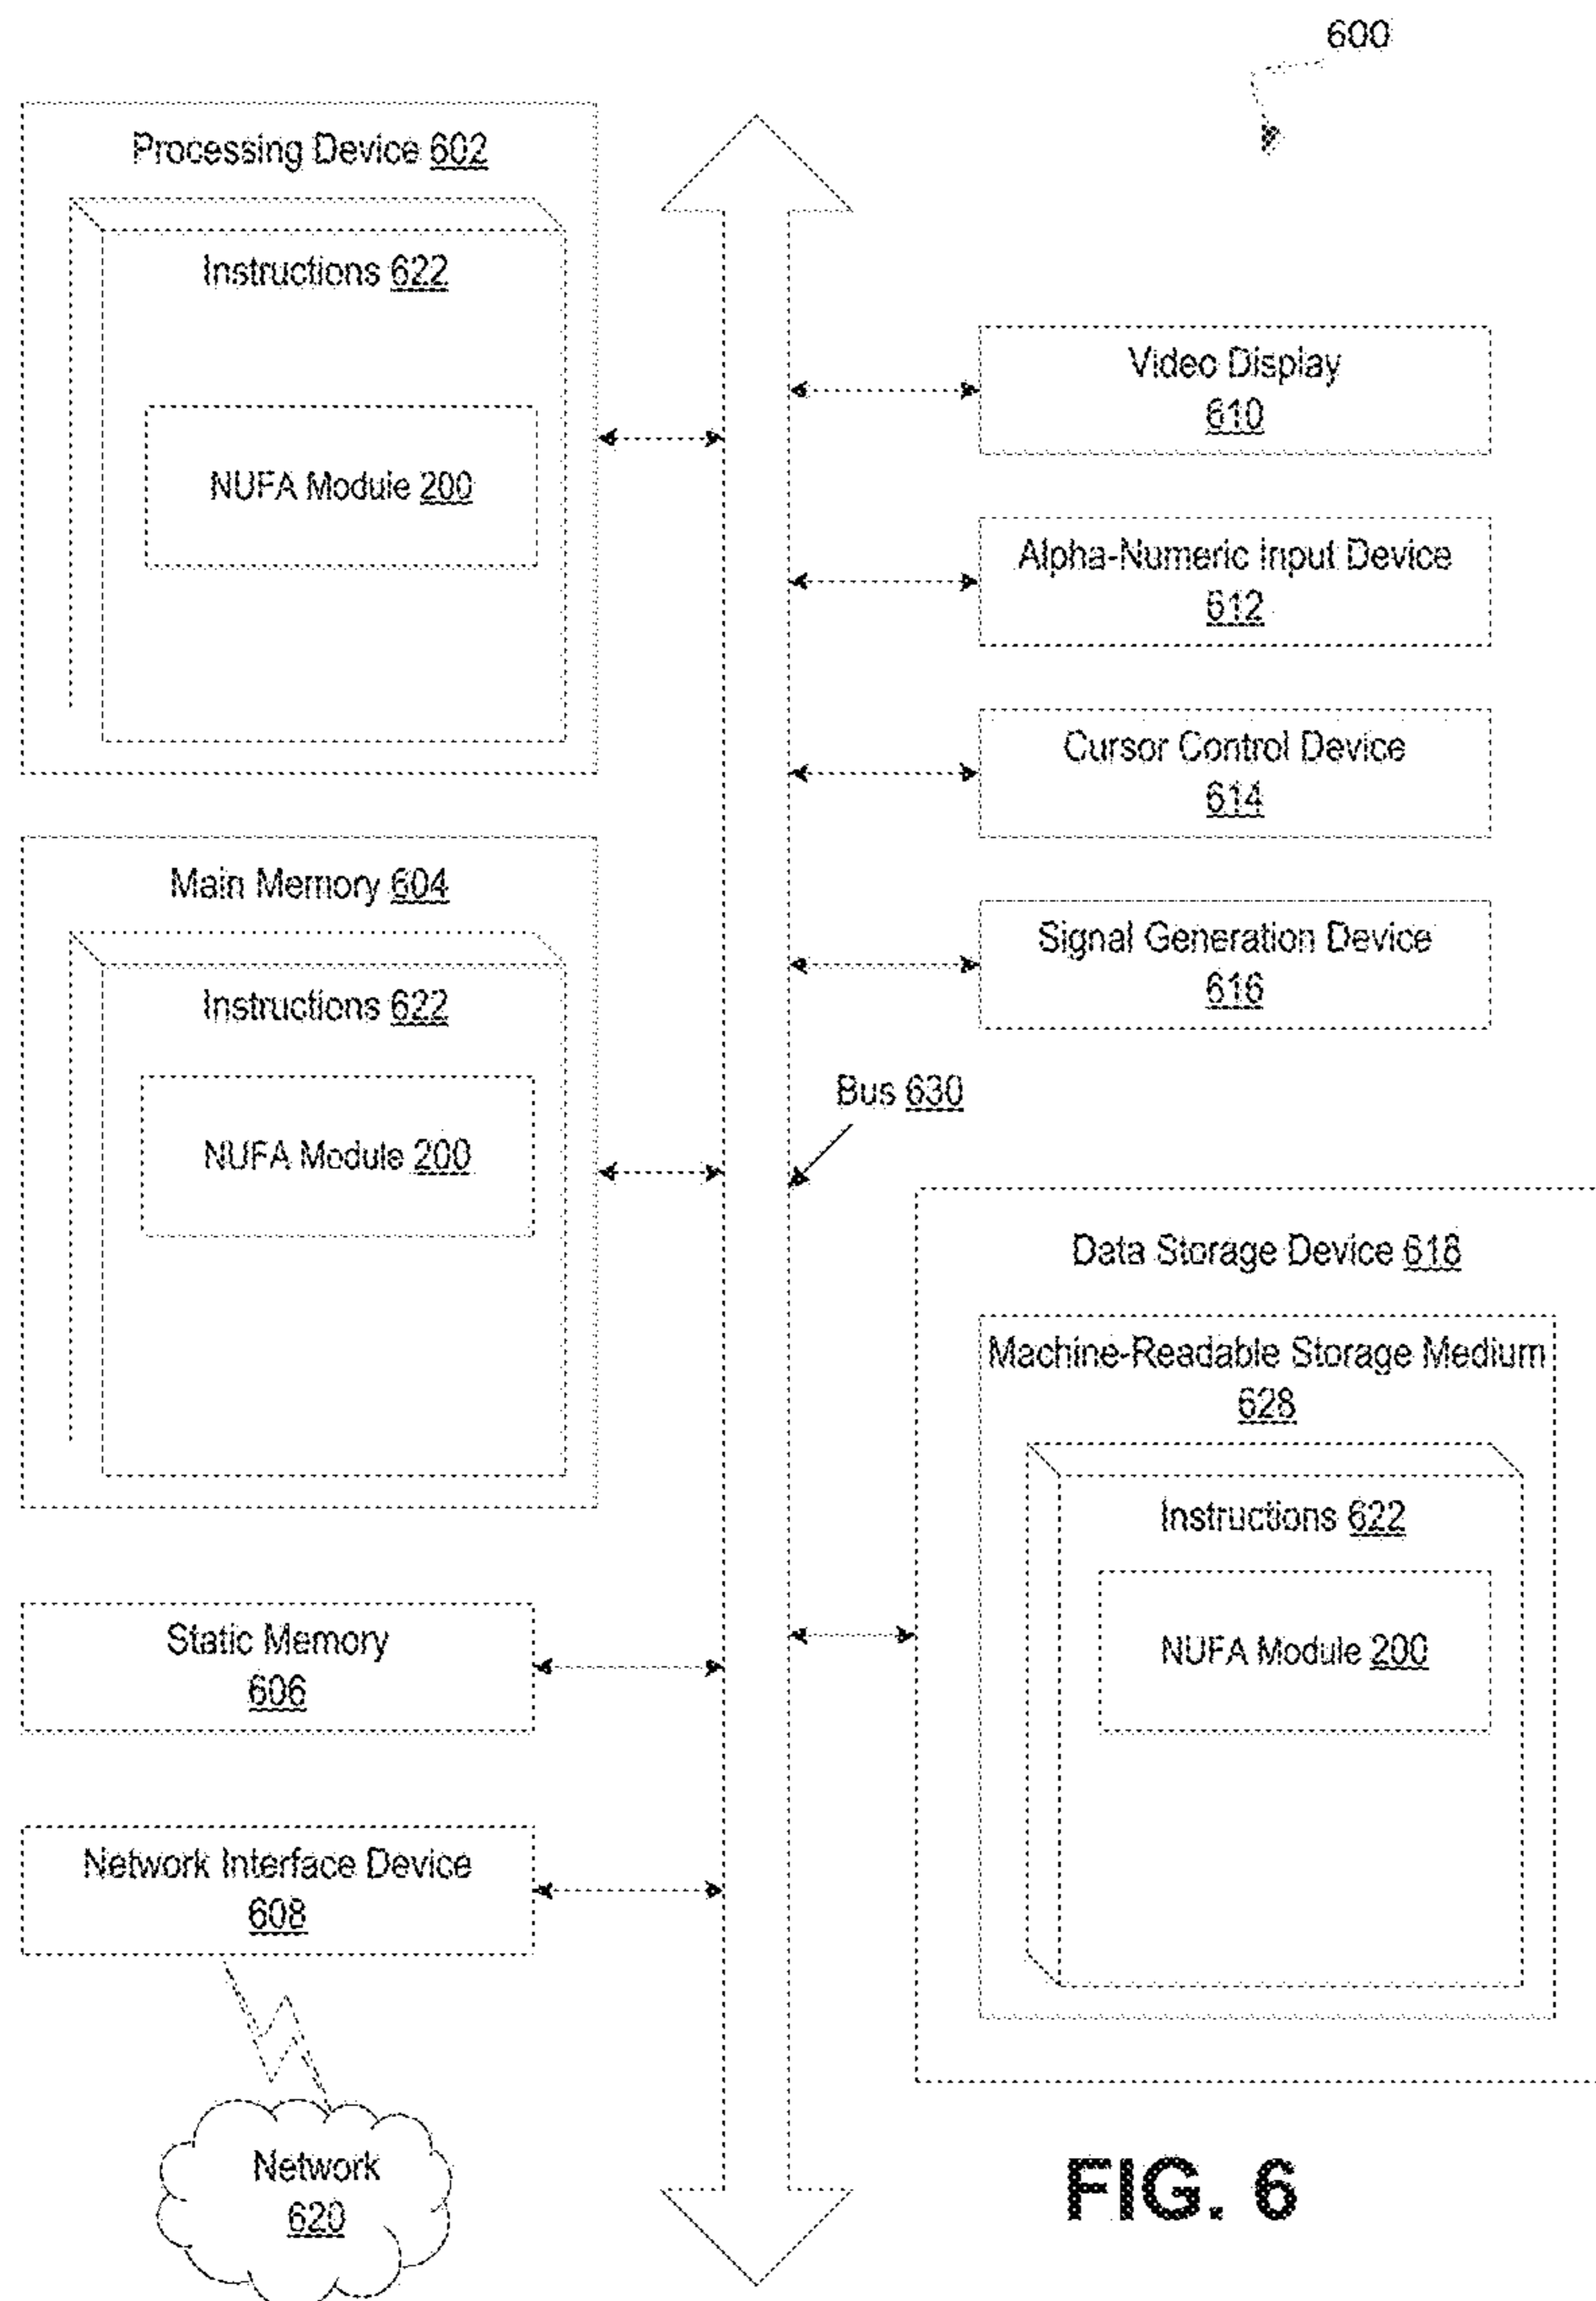 600
Processing Device 602
Instructions 622
NUFA Module 200
Video Display
610
Alpha-Numeric Input Device
612
Cursor Control Device
614
Signal Generation Device
616
Main Memory 604
Instructions 622
NUFA Module 200
Bus 630
Data Storage Device 618
Machine-Readable Storage Medium
628
Instructions 622
NUFA Module 200
Static Memory
606
Network Interface Device
608
Network
620
FIG. 6